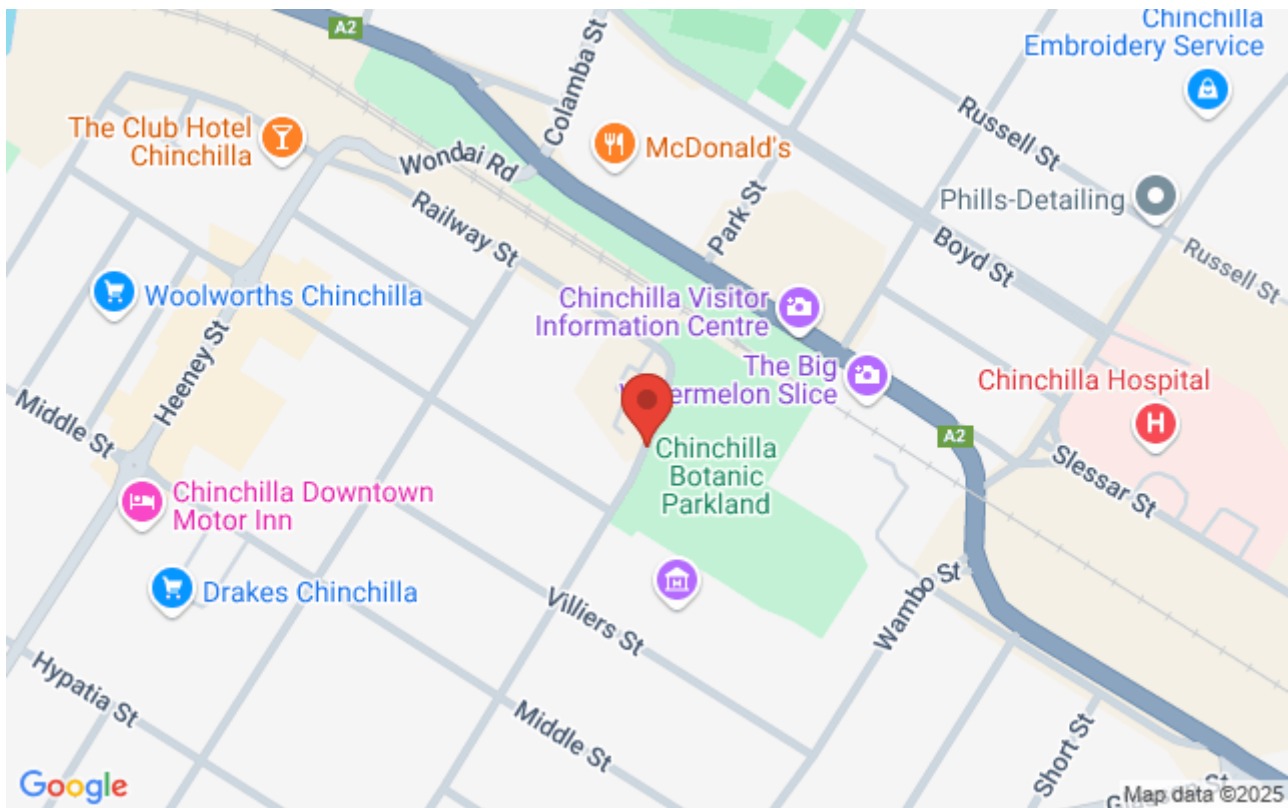 Chinchilla
Embroidery Service
A2
Colamba St
The Club Hotel
Chinchilla
Wondai Rd
McDonald's
Russell St
Phills-Detailing
Park St
Railway St
Boyd St
Russell St
Woolworths Chinchilla
Chinchilla Visitor
Information Centre
Heeney St
The Big
ermelon Slice
Chinchilla Hospital
H
Middle St
A2
Chinchilla
Botanic
Parkland
Slessar St
Chinchilla Downtown
Motor Inn
Drakes Chinchilla
M
Villiers St
Wambo St
Hypatia St
Middle St
Short St
Google
Map data ©2025